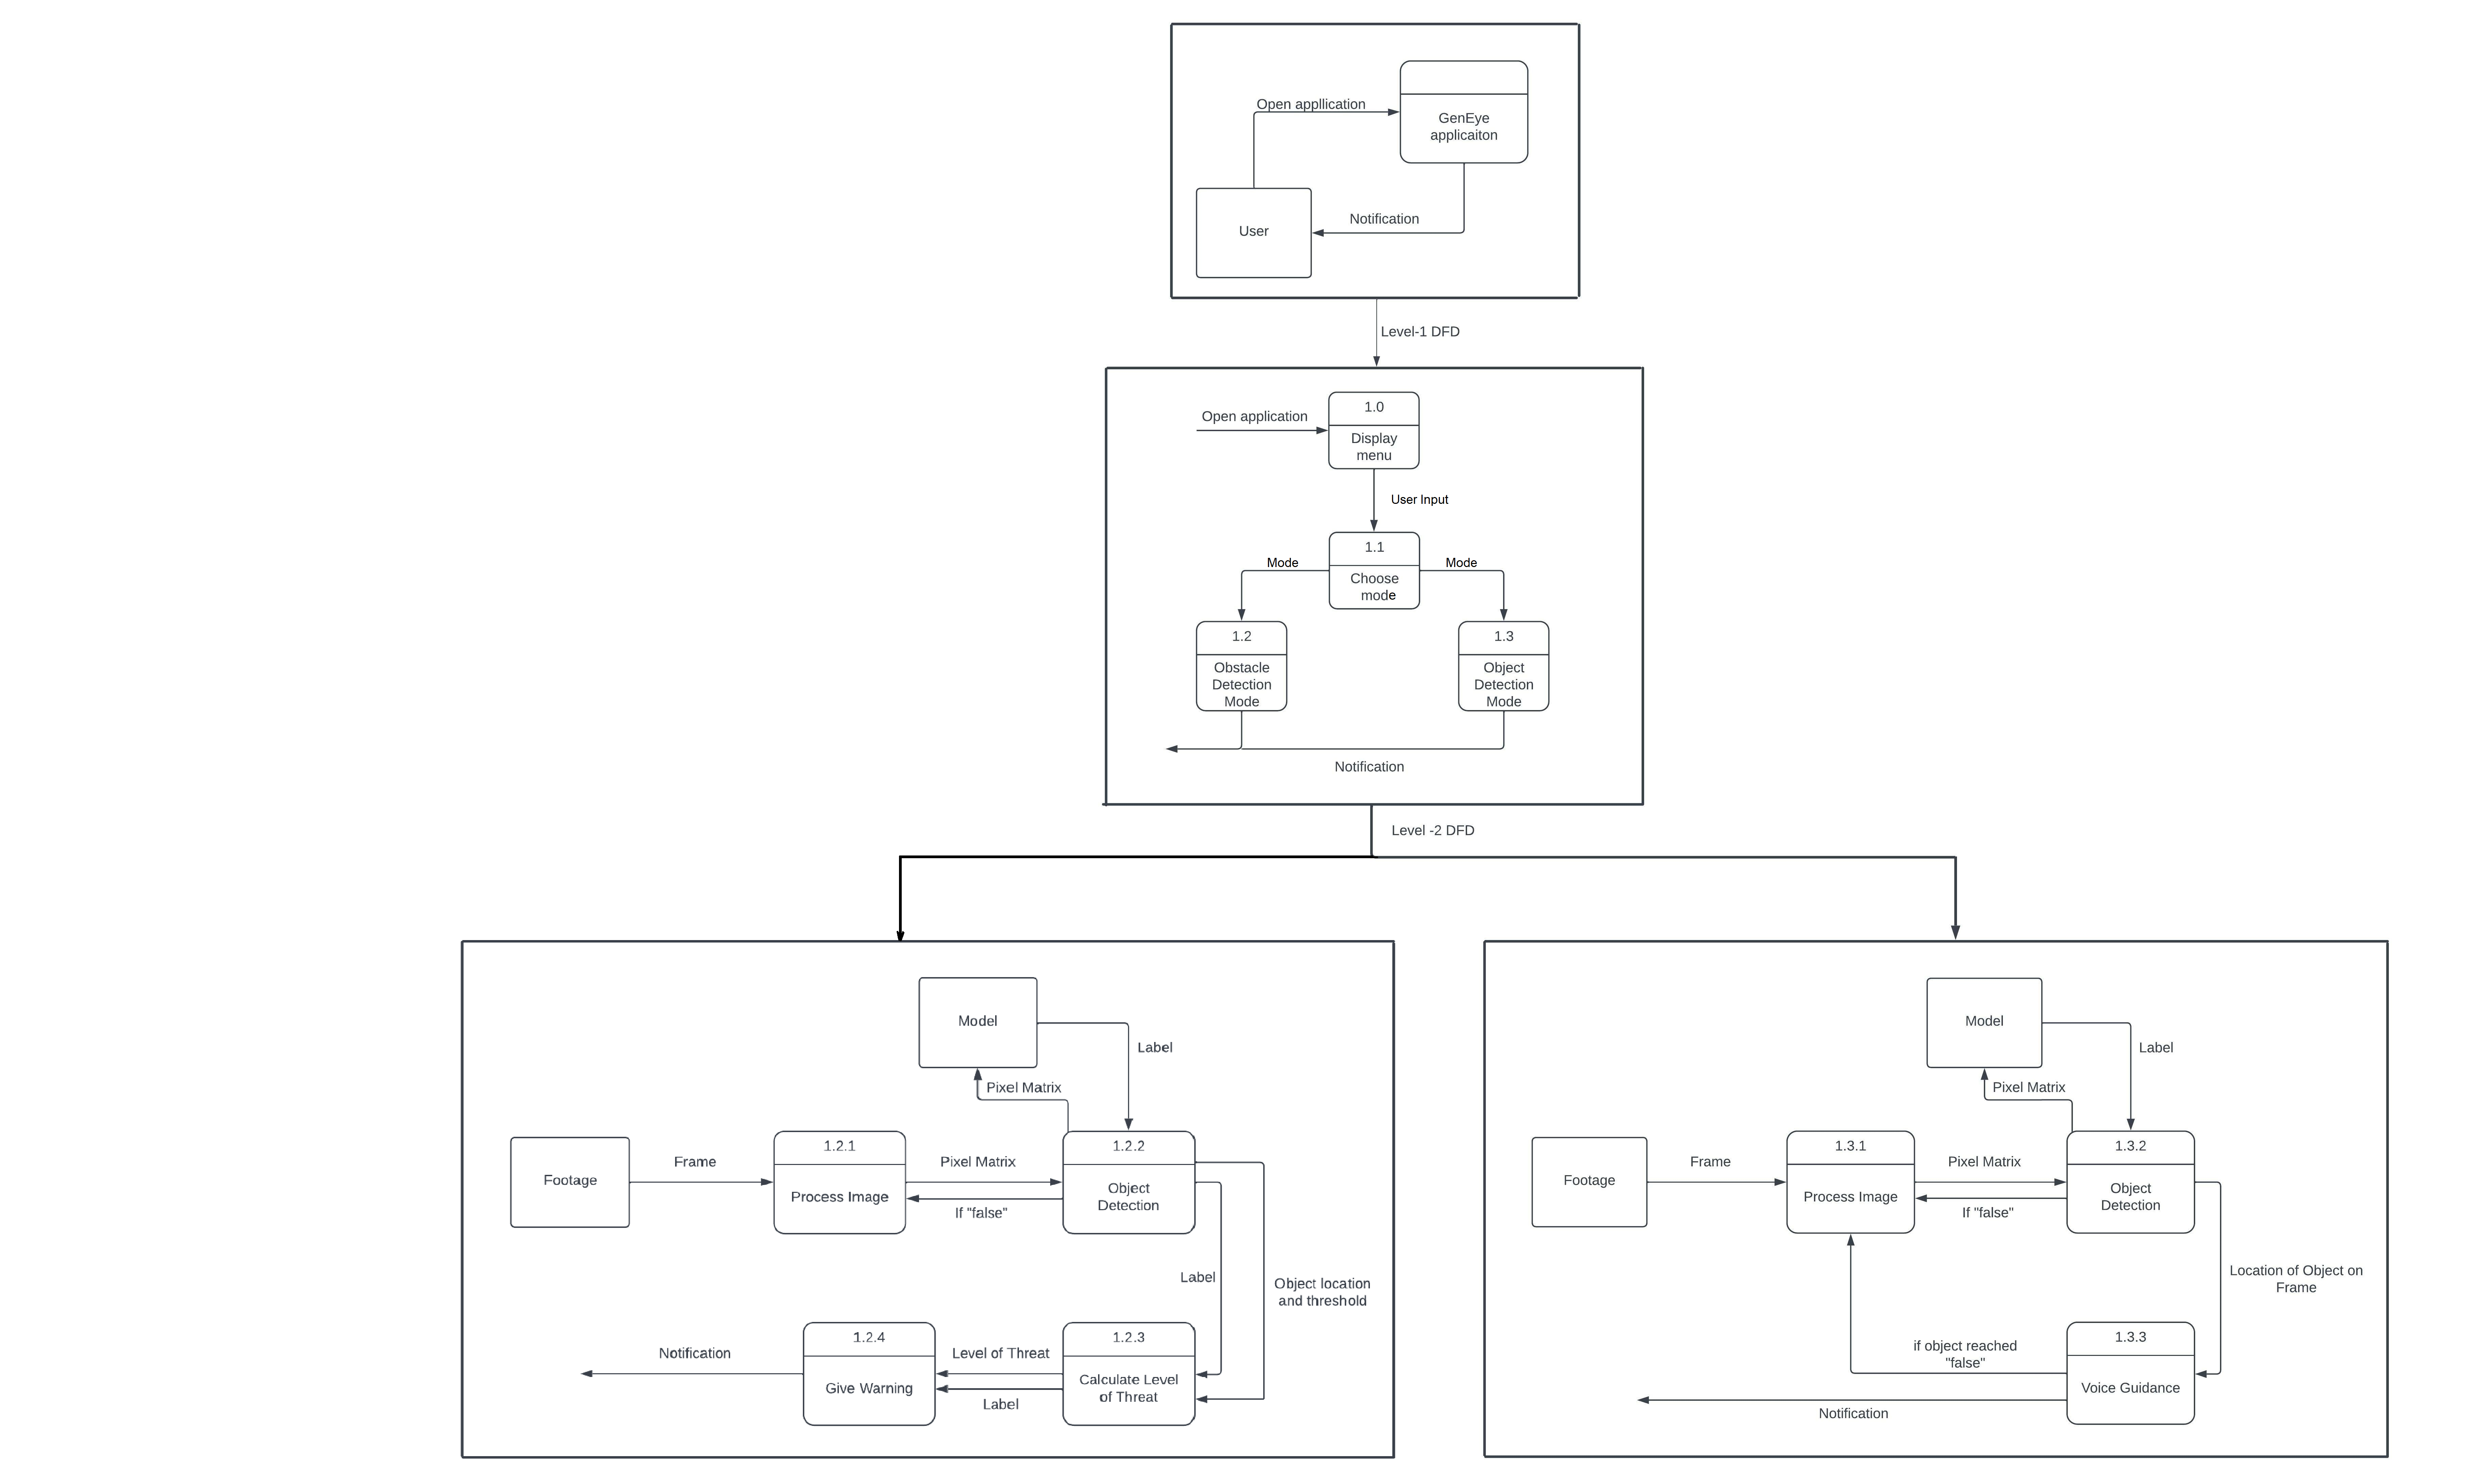 Open appllication
GenEye
applicaiton
User
Notification
Level-1 DFD
Open application
1.0
Display
menu
User Input
1.1
Choose
mode
Mode
Mode
1.2
Obstacle
Detection
Mode
1.3
Object
Detection
Mode
Notification
Level -2 DFD
Model
Label
Pixel Matrix
Footage
Frame
1.2.1
Process Image
Pixel Matrix
If "false"
1.2.2
Object
Detection
Label
Object location
and threshold
1.2.3
Calculate Level
of Threat
Level of Threat
Label
1.2.4
Give Warning
Notification
Model
Label
Pixel Matrix
Footage
Frame
1.3.1
Process Image
Pixel Matrix
If "false"
1.3.2
Object
Detection
Location of Object on
Frame
if object reached
"false"
1.3.3
Voice Guidance
Notification